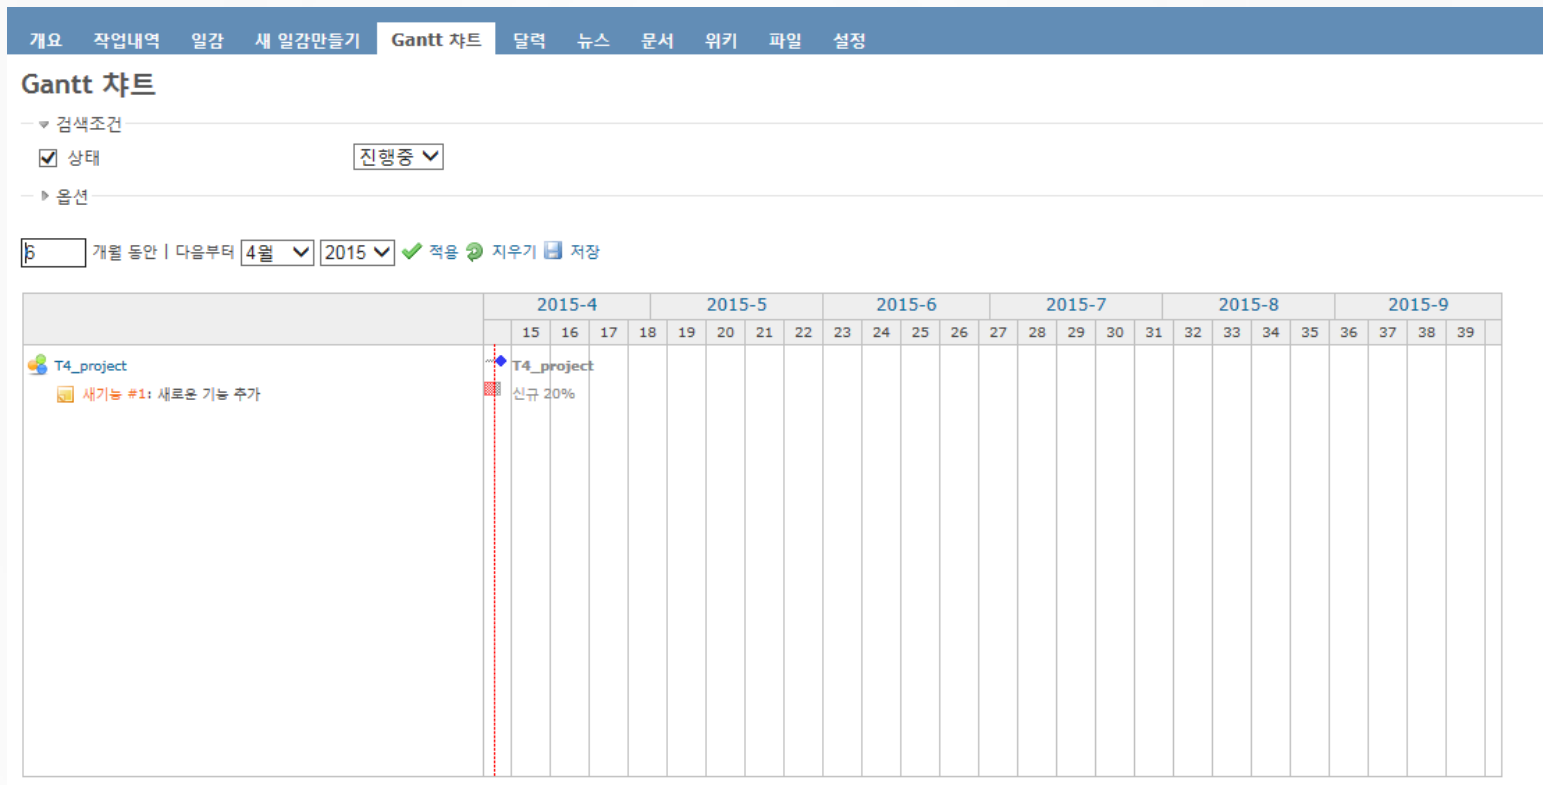 개요 작업내역 일감 새 일감만들기 Gantt 챠트 달력 뉴스 문서 위키 파일 설정
Gantt 챠트
검색조건
상태 진행중
옵션
6 개월 동안 | 다음부터 4월 2015 적용 지우기 저장
2015-4 2015-5 2015-6 2015-7 2015-8 2015-9
15 16 17 18 19 20 21 22 23 24 25 26 27 28 29 30 31 32 33 34 35 36 37 38 39
T4_project T4_project
새기능 #1: 새로운 기능 추가 신규 20%